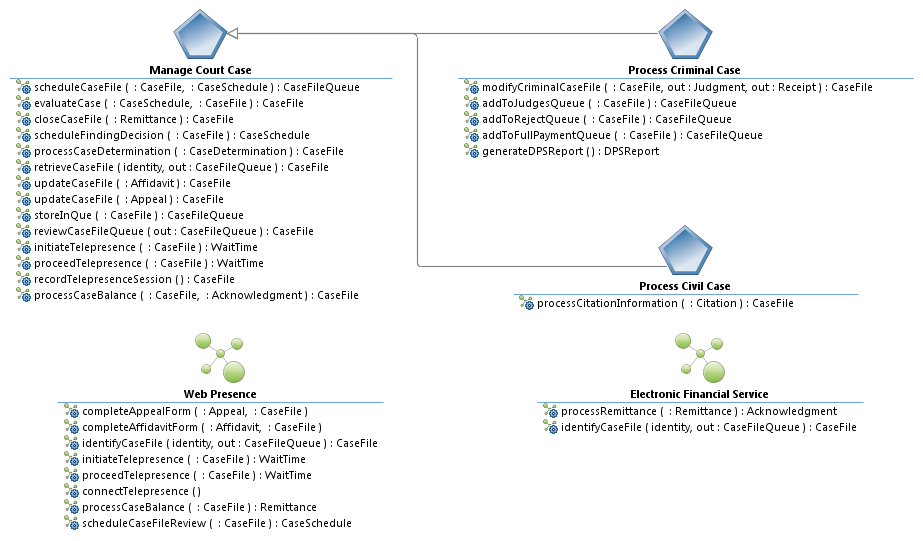 Manage Court Case
scheduleCaseFile ( : CaseFile, : CaseSchedule ) : CaseFileQueue
evaluateCase ( : CaseSchedule, : CaseFile ) : CaseFile
closeCaseFile ( : Remittance ) : CaseFile
scheduleFindingDecision ( : CaseFile ) : CaseSchedule
processCaseDetermination ( : CaseDetermination ) : CaseFile
retrieveCaseFile ( identity, out : CaseFileQueue ) : CaseFile
updateCaseFile ( : Affidavit ) : CaseFile
updateCaseFile ( : Appeal ) : CaseFile
storeInQue ( : CaseFile ) : CaseFileQueue
reviewCaseFileQueue ( out : CaseFileQueue ) : CaseFile
initiateTelepresence ( : CaseFile ) : WaitTime
proceedTelepresence ( : CaseFile ) : WaitTime
recordTelepresenceSession ( ) : CaseFile
processCaseBalance ( : CaseFile, : Acknowledgment ) : CaseFile
Process Criminal Case
modifyCriminalCaseFile ( : CaseFile, out : Judgment, out : Receipt ) : CaseFile
addToJudgesQueue ( : CaseFile ) : CaseFileQueue
addToRejectQueue ( : CaseFile ) : CaseFileQueue
addToFullPaymentQueue ( : CaseFile ) : CaseFileQueue
generateDPSReport ( ) : DPSReport
Process Civil Case
processCitationInformation ( : Citation ) : CaseFile
Web Presence
completeAppealForm ( : Appeal, : CaseFile )
completeAffidavitForm ( : Affidavit, : CaseFile )
identifyCaseFile ( identity, out : CaseFileQueue ) : CaseFile
initiateTelepresence ( : CaseFile ) : WaitTime
proceedTelepresence ( : CaseFile ) : WaitTime
connectTelepresence ( )
processCaseBalance ( : CaseFile ) : Remittance
scheduleCaseFileReview ( : CaseFile ) : CaseSchedule
Electronic Financial Service
processRemittance ( : Remittance ) : Acknowledgment
identifyCaseFile ( identity, out : CaseFileQueue ) : CaseFile